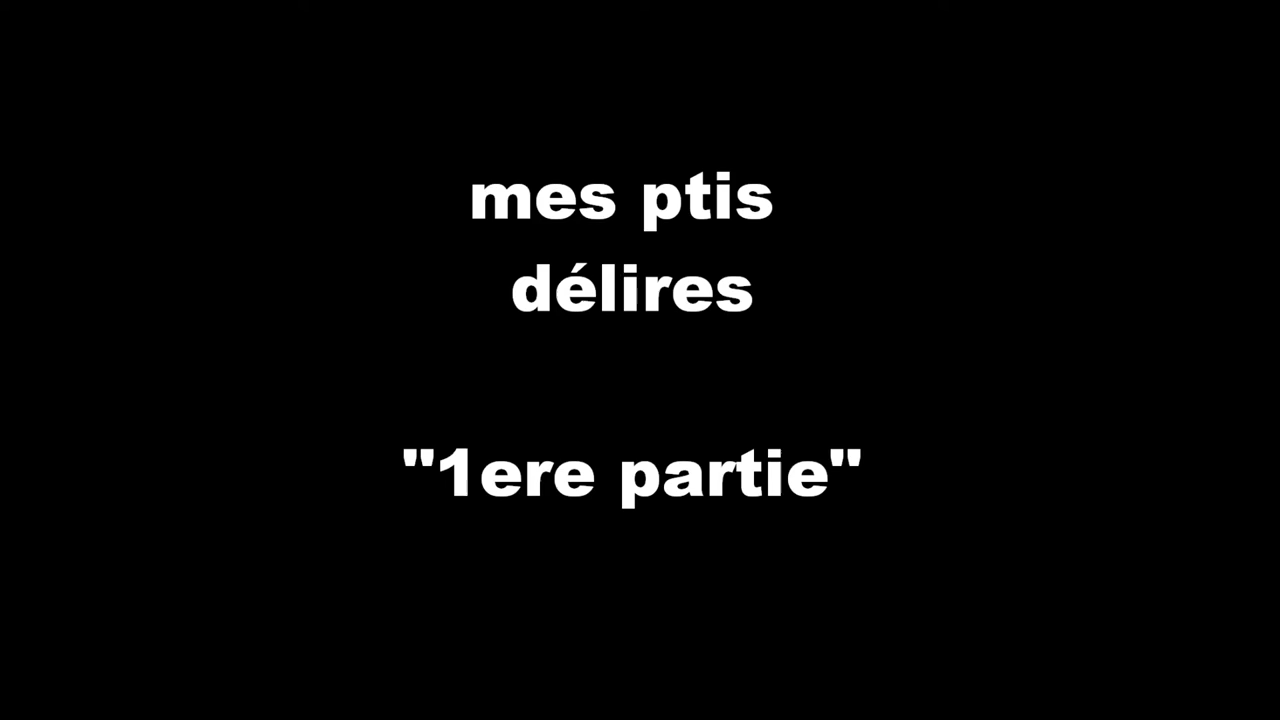 mes ptis
délires
"1ere partie"